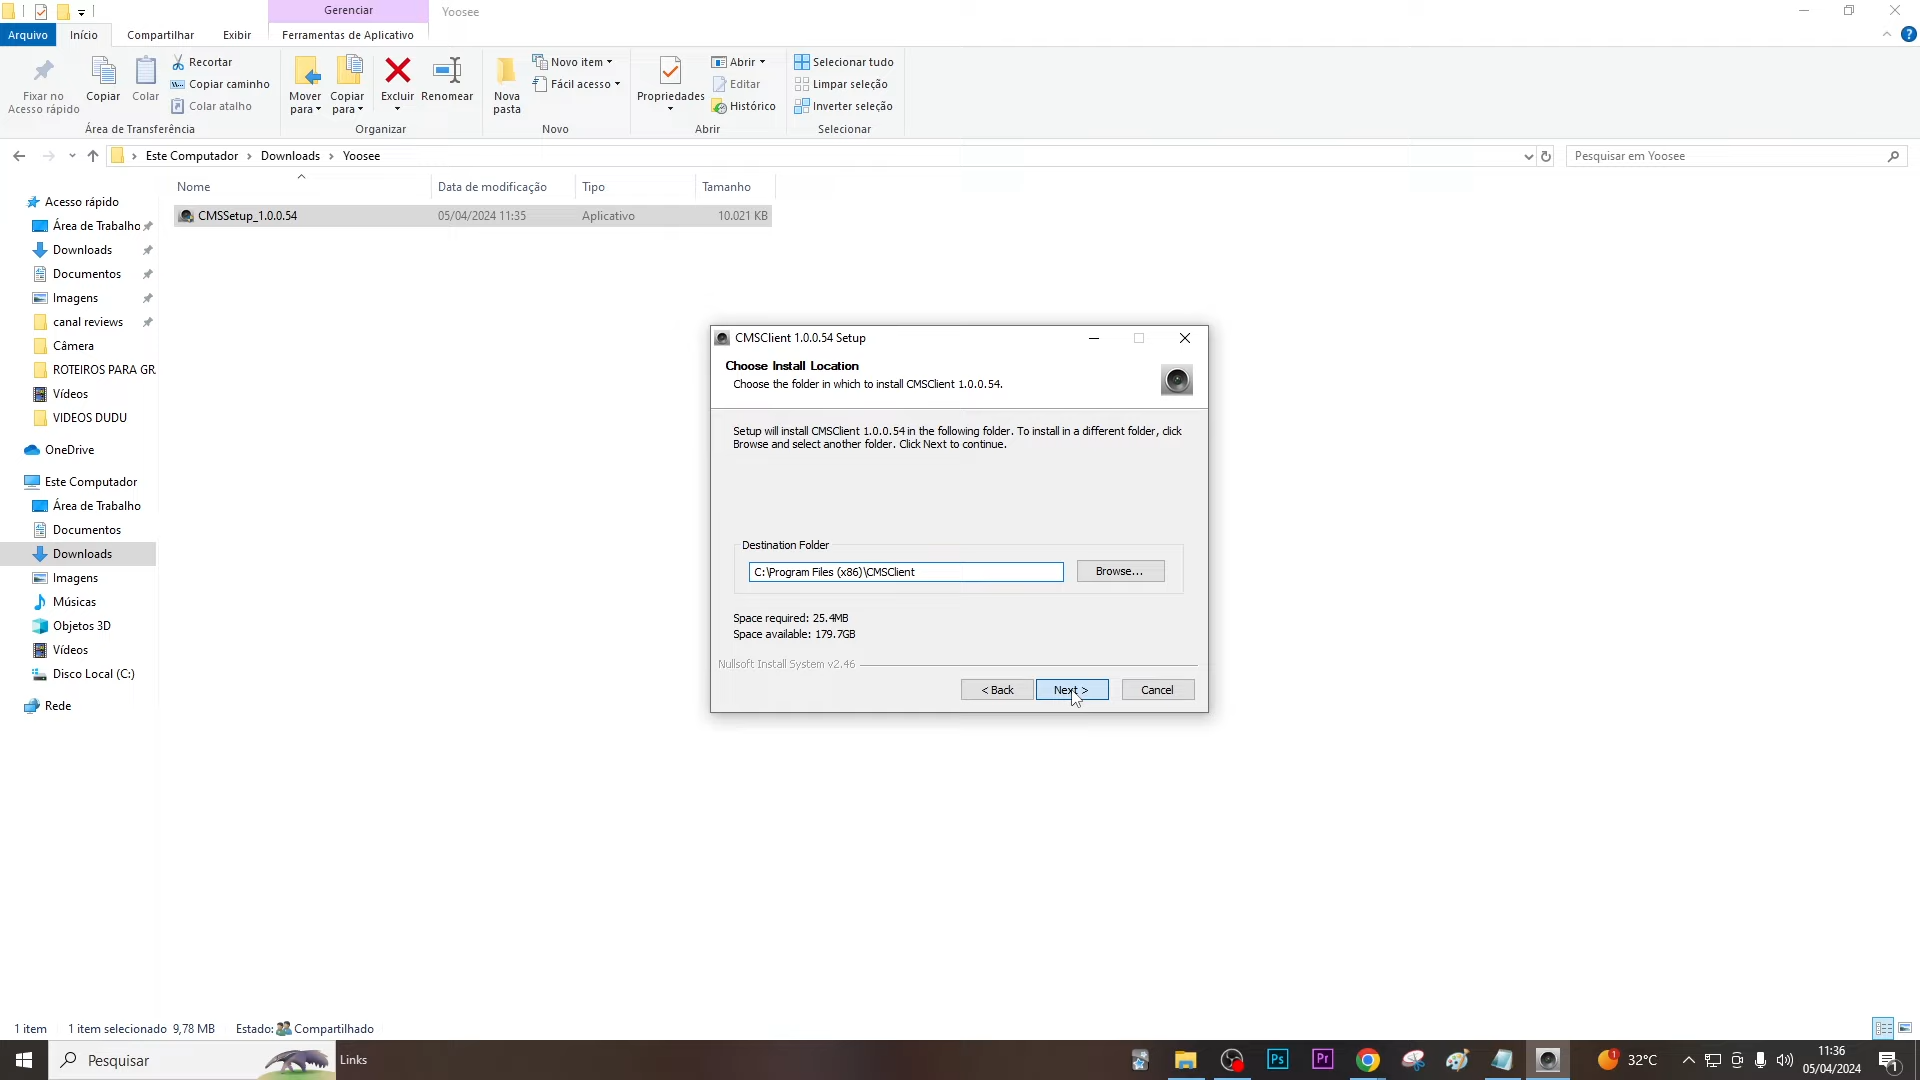 Gerenciar
Yoosee
Arquivo
Início
Compartilhar
Exibir
Ferramentas de Aplicativo
Fixar no
Acesso rápido
Copiar
Colar
Recortar
Copiar caminho
Colar atalho
Área de Transferência
Mover
para
Copiar
para
Excluir
Renomear
Organizar
Nova
pasta
Novo item
Fácil acesso
Novo
Propriedades
Abrir
Editar
Histórico
Abrir
Selecionar tudo
Limpar seleção
Inverter seleção
Selecionar
Este Computador
Downloads
Yoosee
Pesquisar em Yoosee
Nome
Data de modificação
Tipo
Tamanho
CMSSetup_1.0.0.54
05/04/2024 11:35
Aplicativo
10.021 KB
Acesso rápido
Área de Trabalho
Downloads
Documentos
Imagens
canal reviews
Câmera
ROTEIROS PARA GR
Vídeos
VIDEOS DUDU
OneDrive
Este Computador
Área de Trabalho
Documentos
Downloads
Imagens
Músicas
Objetos 3D
Vídeos
Disco Local (C:)
Rede
CMSClient 1.0.0.54 Setup
Choose Install Location
Choose the folder in which to install CMSClient 1.0.0.54.
Setup will install CMSClient 1.0.0.54 in the following folder. To install in a different folder, click
Browse and select another folder. Click Next to continue.
Destination Folder
C:\Program Files (x86)\CMSClient
Browse...
Space required: 25.4MB
Space available: 179.7GB
Nullsoft Install System v2.46
< Back
Next >
Cancel
1 item
1 item selecionado 9,78 MB
Estado:
Compartilhado
Pesquisar
Links
Ps
Pr
1
32°C
11:36
05/04/2024
1